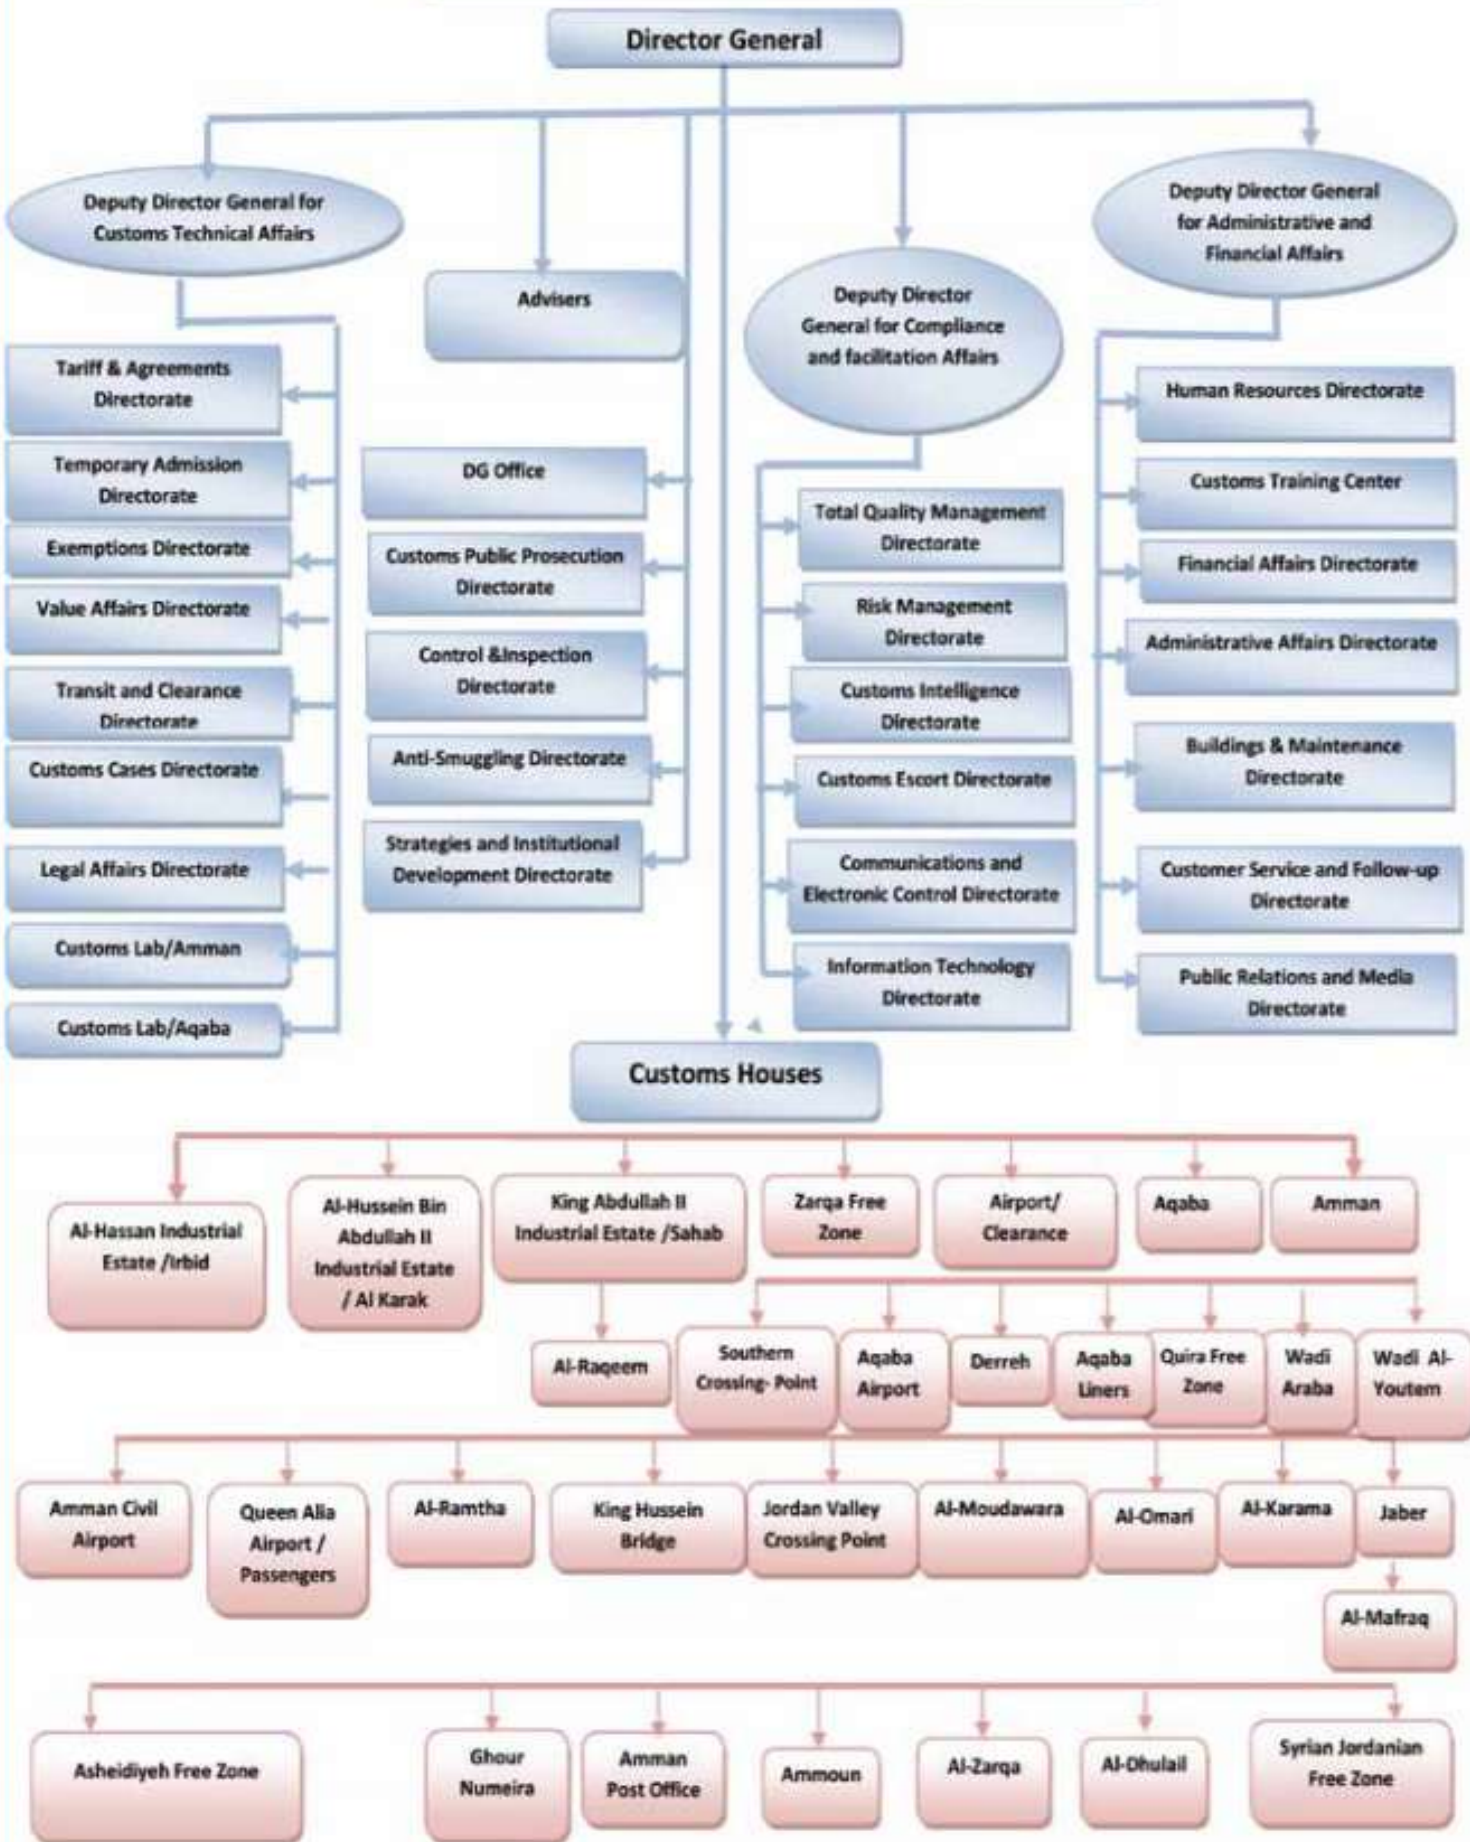 Director General
Deputy Director General for
Customs Technical Affairs
Advisers
Deputy Director
General for Compliance
and facilitation Affairs
Deputy Director General
for Administrative and
Financial Affairs
Tariff & Agreements
Directorate
Temporary Admission
Directorate
Exemptions Directorate
Value Affairs Directorate
Transit and Clearance
Directorate
Customs Cases Directorate
Legal Affairs Directorate
Customs Lab/Amman
Customs Lab/Aqaba
DG Office
Customs Public Prosecution
Directorate
Control &Inspection
Directorate
Anti-Smuggling Directorate
Strategies and Institutional
Development Directorate
Total Quality Management
Directorate
Risk Management
Directorate
Customs Intelligence
Directorate
Customs Escort Directorate
Communications and
Electronic Control Directorate
Information Technology
Directorate
Human Resources Directorate
Customs Training Center
Financial Affairs Directorate
Administrative Affairs Directorate
Buildings & Maintenance
Directorate
Customer Service and Follow-up
Directorate
Public Relations and Media
Directorate
Customs Houses
Al-Hassan Industrial
Estate /Irbid
Al-Hussein Bin
Abdullah II
Industrial Estate
/ Al Karak
King Abdullah II
Industrial Estate /Sahab
Zarqa Free
Zone
Airport/
Clearance
Aqaba
Amman
Al-Raqeem
Southern
Crossing- Point
Aqaba
Airport
Derreh
Aqaba
Liners
Quira Free
Zone
Wadi
Araba
Wadi Al-
Youtem
Amman Civil
Airport
Queen Alia
Airport /
Passengers
Al-Ramtha
King Hussein
Bridge
Jordan Valley
Crossing Point
Al-Moudawara
Al-Omari
Al-Karama
Jaber
Al-Mafraq
Asheidiyeh Free Zone
Ghour
Numeira
Amman
Post Office
Ammoun
Al-Zarqa
Al-Dhulail
Syrian Jordanian
Free Zone